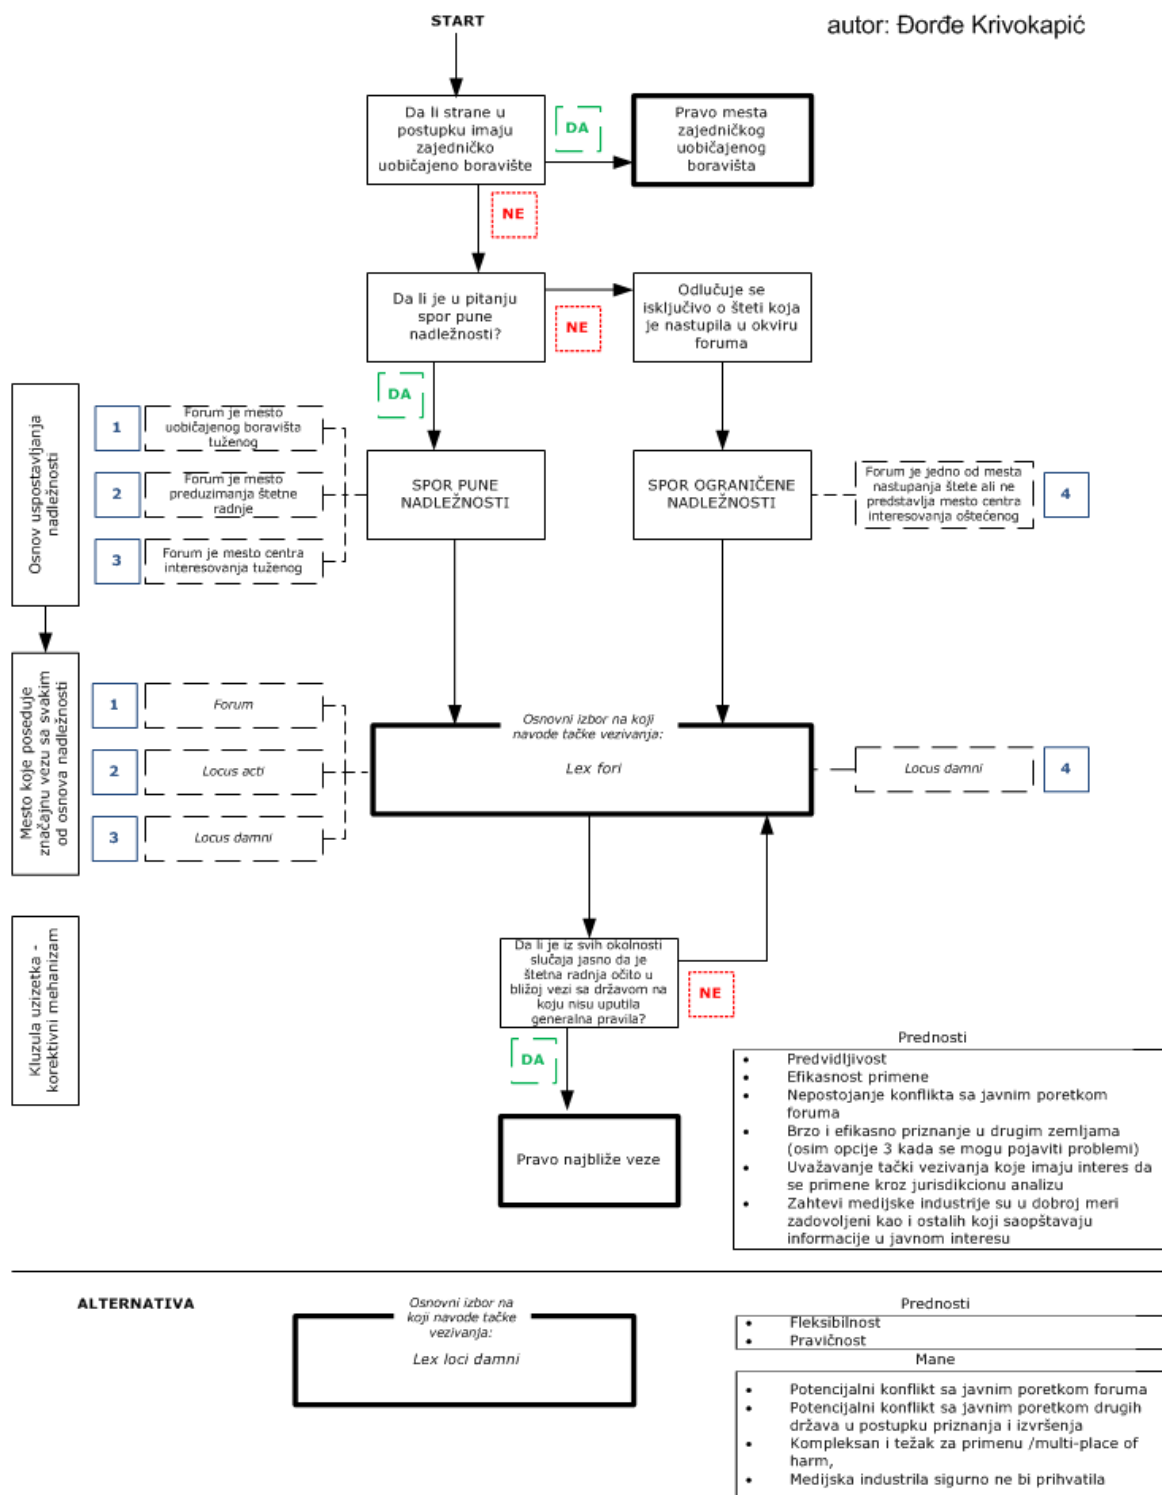 START
autor: Đorđe Krivokapić
Da li strane u
postupku imaju
zajedničko
uobičajeno boravište
DA
Pravo mesta
zajedničkog
uobičajenog
boravišta
NE
Da li je u pitanju
spor pune
nadležnosti?
NE
Odlučuje se
isključivo o šteti koja
je nastupila u okviru
foruma
DA
Osnov uspostavljanja
nadležnosti
1
Forum je mesto
uobičajenog boravišta
tuženog
2
Forum je mesto
preduzimanja štetne
radnje
3
Forum je mesto centra
interesovanja tuženog
SPOR PUNE
NADLEŽNOSTI
SPOR OGRANIČENE
NADLEŽNOSTI
Forum je jedno od mesta
nastupanja štete ali ne
predstavlja mesto centra
interesovanja oštećenog
4
Mesto koje poseduje
značajnu vezu sa svakim
od osnova nadležnosti
1
Forum
2
Locus acti
3
Locus damni
Osnovni izbor na koji
navode tačke vezivanja:
Lex fori
Locus damni
4
Kluzula uzizetka -
korektivni mehanizam
Da li je iz svih okolnosti
slučaja jasno da je
štetna radnja očito u
bližoj vezi sa državom na
koju nisu uputila
generalna pravila?
NE
DA
Pravo najbliže veze
Prednosti
• Predvidljivost
• Efikasnost primene
• Nepostojanje konflikta sa javnim poretkom
foruma
• Brzo i efikasno priznanje u drugim zemljama
(osim opcije 3 kada se mogu pojaviti problemi)
• Uvažavanje tački vezivanja koje imaju interes da
se primene kroz jurisdikcionu analizu
• Zahtevi medijske industrije su u dobroj meri
zadovoljeni kao i ostalih koji saopštavaju
informacije u javnom interesu
ALTERNATIVA
Osnovni izbor na
koji navode tačke
vezivanja:
Lex loci damni
Prednosti
• Fleksibilnost
• Pravičnost
Mane
• Potencijalni konflikt sa javnim poretkom foruma
• Potencijalni konflikt sa javnim poretkom drugih
država u postupku priznanja i izvršenja
• Kompleksan i težak za primenu /multi-place of
harm,
• Medijska industrila sigurno ne bi prihvatila